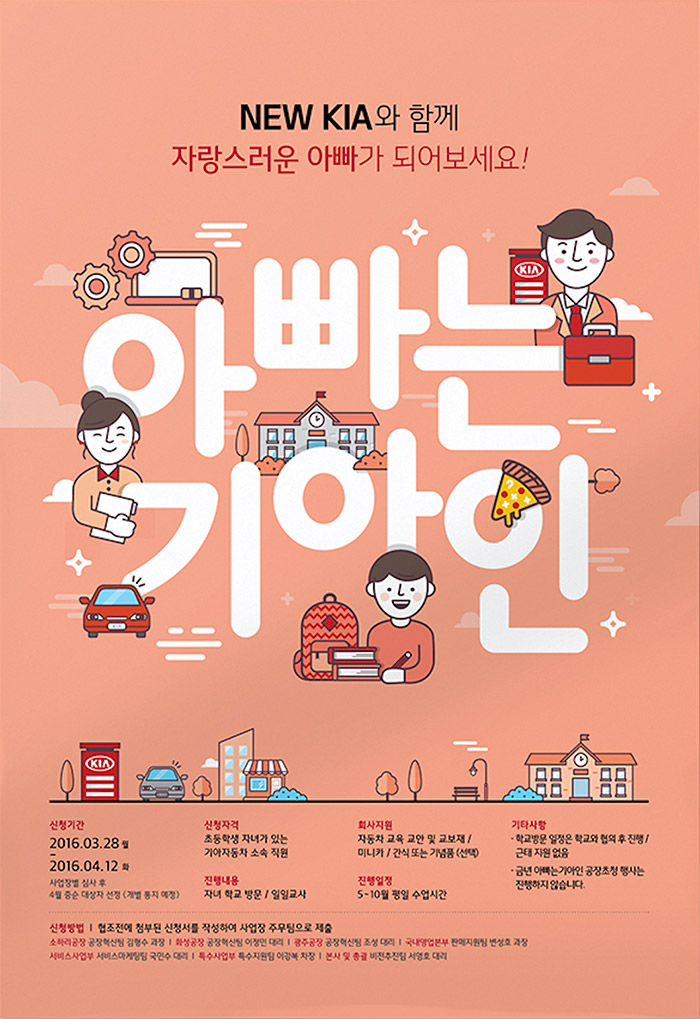 NEW KIA와 함께
자랑스러운 아빠가 되어보세요!
KIA
아빠는
기아인
KIA
신청기간
2016.03.28 월
–
2016.04.12 화
사업장별 심사 후
4월 중순 대상자 선정 (개별 통지 예정)
신청자격
초등학생 자녀가 있는
기아자동차 소속 직원
진행내용
자녀 학교 방문 / 일일교사
회사지원
자동차 교육 교안 및 교보재 /
미니카 / 간식 또는 기념품 (선택)
진행일정
5~10월 평일 수업시간
기타사항
· 학교방문 일정은 학교와 협의 후 진행 /
근태 지원 없음
· 금년 아빠는기아인 공장초청 행사는
진행하지 않습니다.
신청방법 | 협조전에 첨부된 신청서를 작성하여 사업장 주무팀으로 제출
소하리공장 공장혁신팀 김형수 과장 | 화성공장 공장혁신팀 이정민 대리 | 광주공장 공장혁신팀 조성 대리 | 국내영업본부 판매지원팀 변성호 과장
서비스사업부 서비스마케팅팀 국민수 대리 | 특수사업부 특수지원팀 이강복 차장 | 본사 및 총괄 비전추진팀 서영호 대리